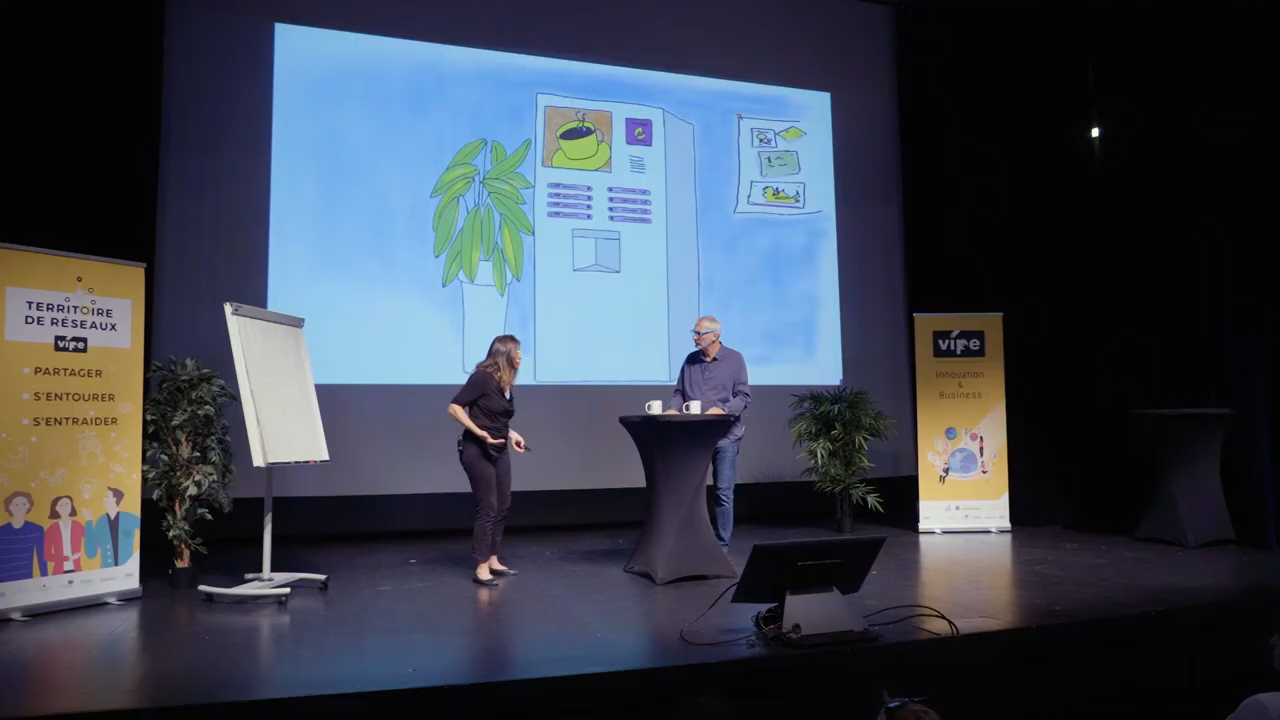 TERRITOIRE
DE RÉSEAUX
vipe
PARTAGER
S'ENTOURER
S'ENTRAIDER
vipe
Innovation
&
Business